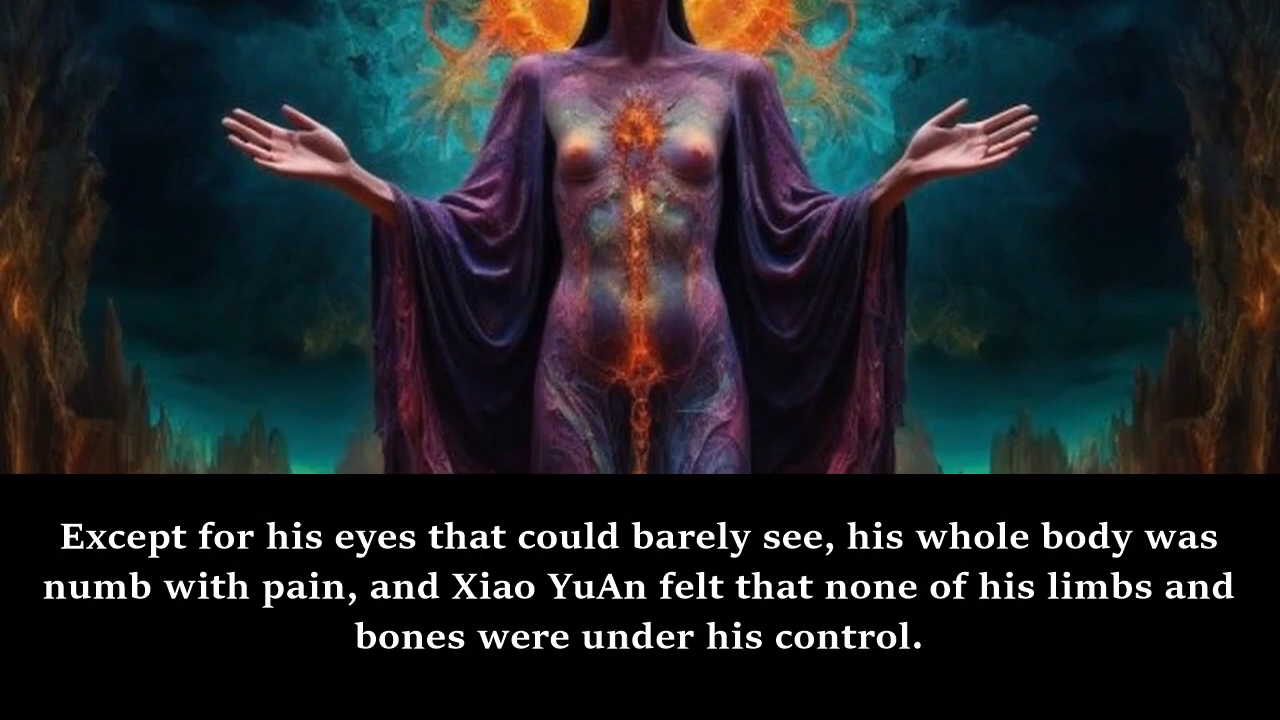 Except for his eyes that could barely see, his whole body was
numb with pain, and Xiao YuAn felt that none of his limbs and
bones were under his control.